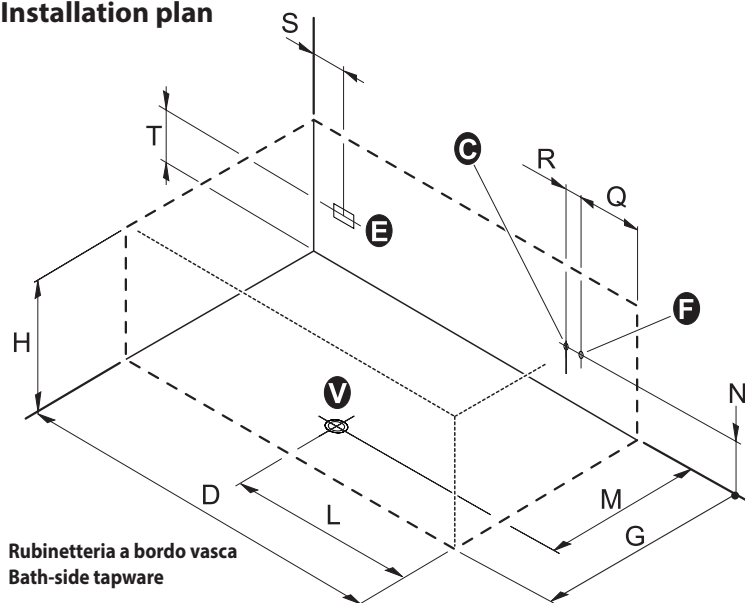 Installation plan
S
T
C
R
Q
E
H
F
V
N
D
L
M
G
Rubinetteria a bordo vasca
Bath-side tapware